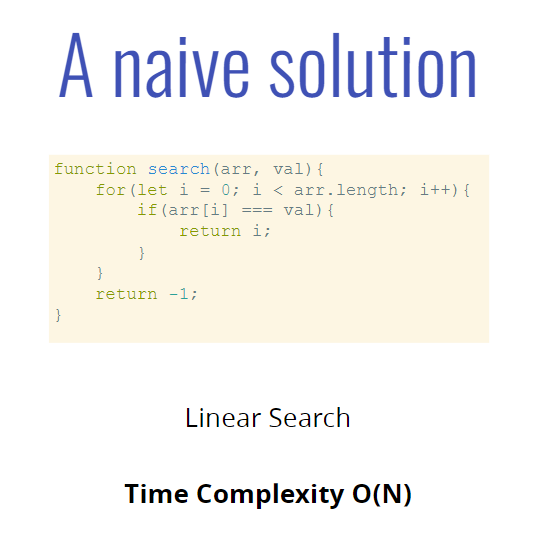 A naive solution
function search(arr, val){
    for(let i = 0; i < arr.length; i++){
        if(arr[i] === val){
            return i;
        }
    }
    return -1;
}
Linear Search
Time Complexity O(N)